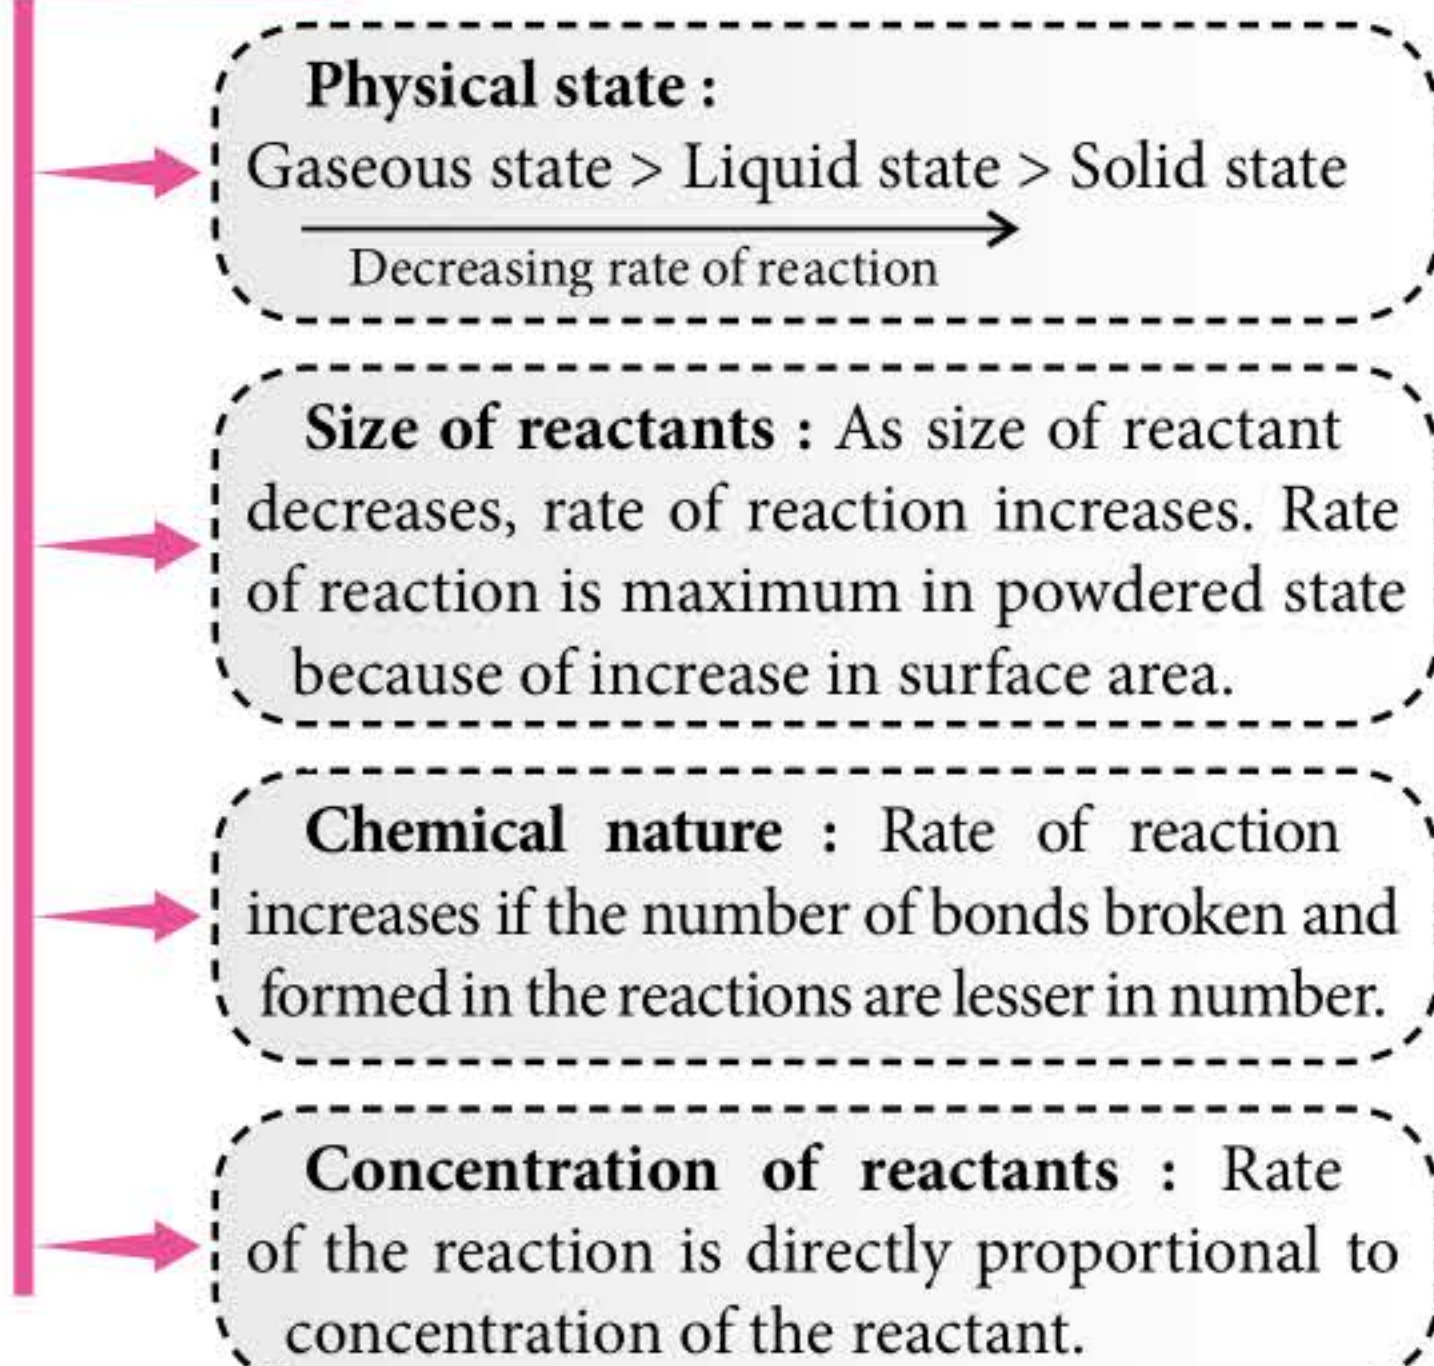 Physical state :
Gaseous state > Liquid state > Solid state
Decreasing rate of reaction
Size of reactants : As size of reactant
decreases, rate of reaction increases. Rate
of reaction is maximum in powdered state
because of increase in surface area.
Chemical nature : Rate of reaction
increases if the number of bonds broken and
formed in the reactions are lesser in number.
Concentration of reactants : Rate
of the reaction is directly proportional to
concentration of the reactant.